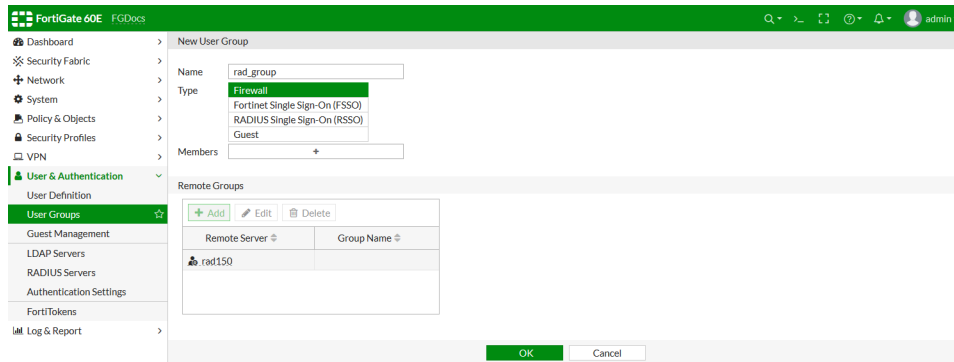 FortiGate 60E FGDocs
admin
Dashboard
Security Fabric
Network
System
Policy & Objects
Security Profiles
VPN
User & Authentication
User Definition
User Groups
Guest Management
LDAP Servers
RADIUS Servers
Authentication Settings
FortiTokens
Log & Report
New User Group
Name rad_group
Type Firewall
Fortinet Single Sign-On (FSSO)
RADIUS Single Sign-On (RSSO)
Guest
Members +
Remote Groups
+ Add Edit Delete
Remote Server Group Name
rad150
OK Cancel